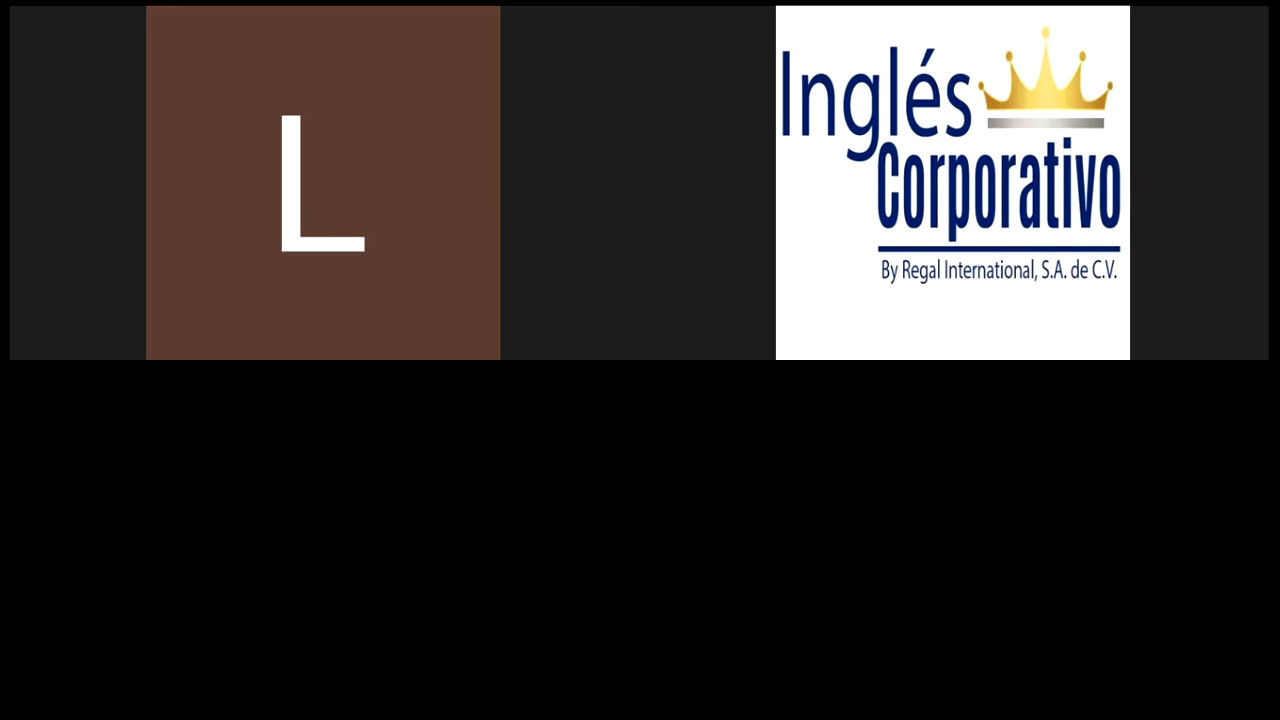 L
Inglés
Corporativo
By Regal International, S.A. de C.V.